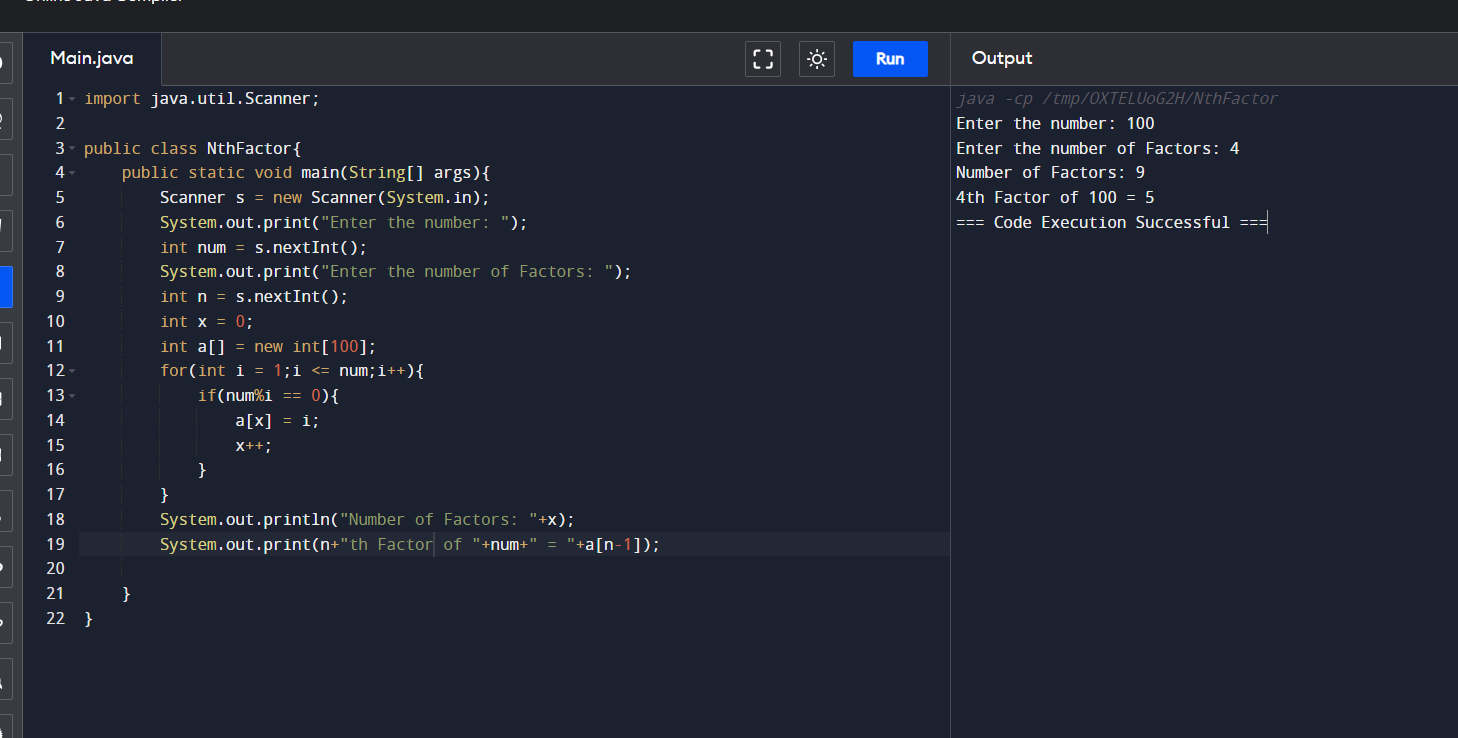 Online Java Compiler
Main.java
Run
Output
1 import java.util.Scanner;
2
3 public class NthFactor{
4     public static void main(String[] args){
5         Scanner s = new Scanner(System.in);
6         System.out.print("Enter the number: ");
7         int num = s.nextInt();
8         System.out.print("Enter the number of Factors: ");
9         int n = s.nextInt();
10         int x = 0;
11         int a[] = new int[100];
12         for(int i = 1;i <= num;i++){
13             if(num%i == 0){
14                 a[x] = i;
15                 x++;
16             }
17         }
18         System.out.println("Number of Factors: "+x);
19         System.out.print(n+"th Factor of "+num+" = "+a[n-1]);
20
21     }
22 }
java -cp /tmp/OXTELUoG2H/NthFactor
Enter the number: 100
Enter the number of Factors: 4
Number of Factors: 9
4th Factor of 100 = 5
=== Code Execution Successful ===